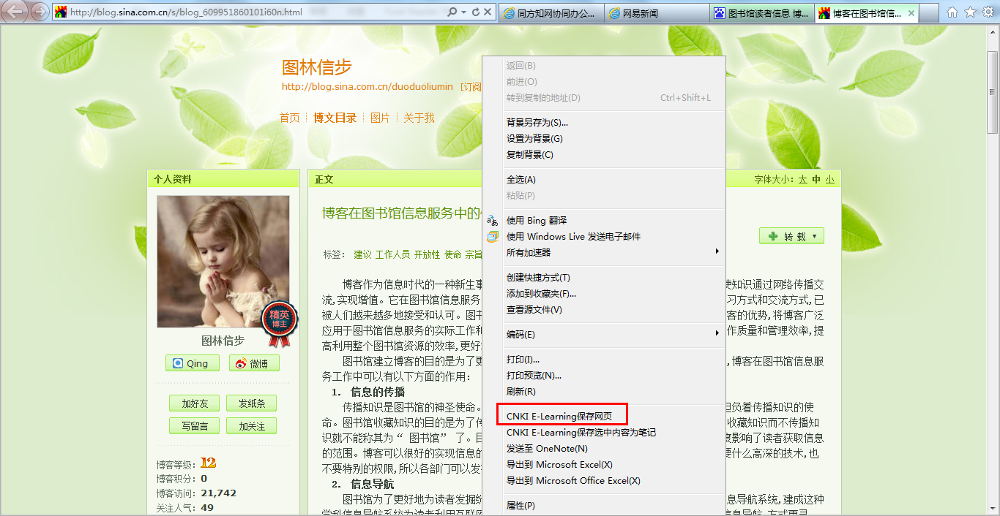 http://blog.sina.com.cn/s/blog_609951860101i60n.html
同方知网协同办公...
网易新闻
图书馆读者信息 博...
博客在图书馆信...
图林信步
http://blog.sina.com.cn/duoduoliumin [订阅
首页 博文目录 图片 关于我
个人资料
精英
博主
图林信步
Qing 微博
加好友 发纸条
写留言 加关注
博客等级: 12
博客积分: 0
博客访问: 21,742
关注人气: 49
正文
字体大小: 大 中 小
博客在图书馆信息服务中的
转 载
标签: 建议 工作人员 开放性 使命 宗旨
博客作为信息时代的一种新生事 使知识通过网络传播交
流,实现增值。它在图书馆信息服务 习方式和交流方式,已
被人们越来越多地接受和认可。图书 客的优势,将博客广泛
应用于图书馆信息服务的实际工作和 作质量和管理效率,提
高利用整个图书馆资源的效率,更好
图书馆建立博客的目的是为了更 ,博客在图书馆信息服
务工作中可以有以下方面的作用:
1. 信息的传播
传播知识是图书馆的神圣使命。 担负着传播知识的使
命。图书馆收藏知识的目的是为了传 收藏知识而不传播知
识就不能称其为“ 图书馆” 了。目 度影响了读者获取信息
的范围。博客可以很好的实现信息的 要什么高深的技术,也
不要特别的权限,所以各部门可以发
2. 信息导航
图书馆为了更好地为读者发掘纷 息导航系统,建成这种
学科信息导航系统为读者利用互联网
返回(B)
前进(O)
转到复制的地址(D) Ctrl+Shift+L
背景另存为(S)...
设置为背景(G)
复制背景(C)
全选(A)
粘贴(P)
使用 Bing 翻译
使用 Windows Live 发送电子邮件
所有加速器
创建快捷方式(T)
添加到收藏夹(F)...
查看源文件(V)
编码(E)
打印(I)...
打印预览(N)...
刷新(R)
CNKI E-Learning保存网页
CNKI E-Learning保存选中内容为笔记
发送至 OneNote(N)
导出到 Microsoft Excel(X)
导出到 Microsoft Office Excel(X)
属性(P)